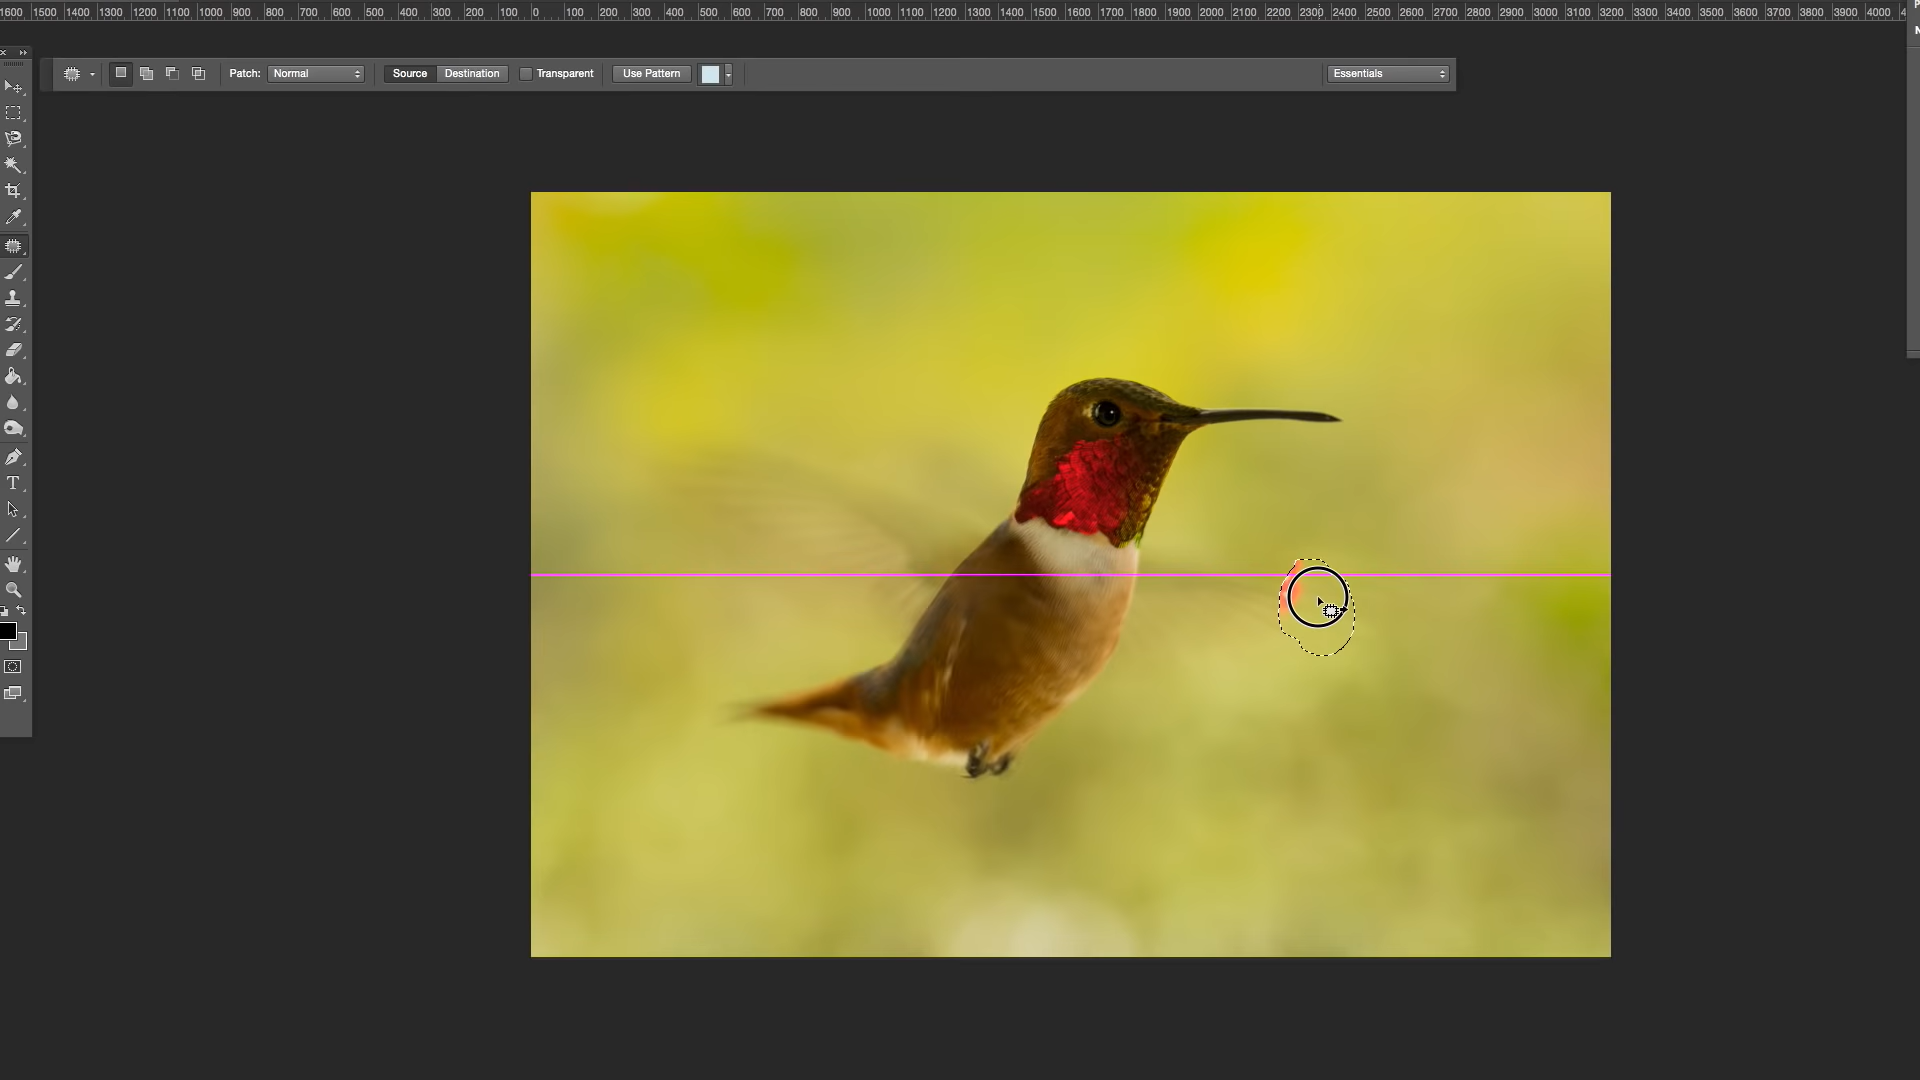 1600 1500 1400 1300 1200 1100 1000 900 800 700 600 500 400 300 200 100 0 100 200 300 400 500 600 700 800 900 1000 1100 1200 1300 1400 1500 1600 1700 1800 1900 2000 2100 2200 2300 2400 2500 2600 2700 2800 2900 3000 3100 3200 3300 3400 3500 3600 3700 3800 3900 4000
Patch: Normal Source Destination Transparent Use Pattern Essentials